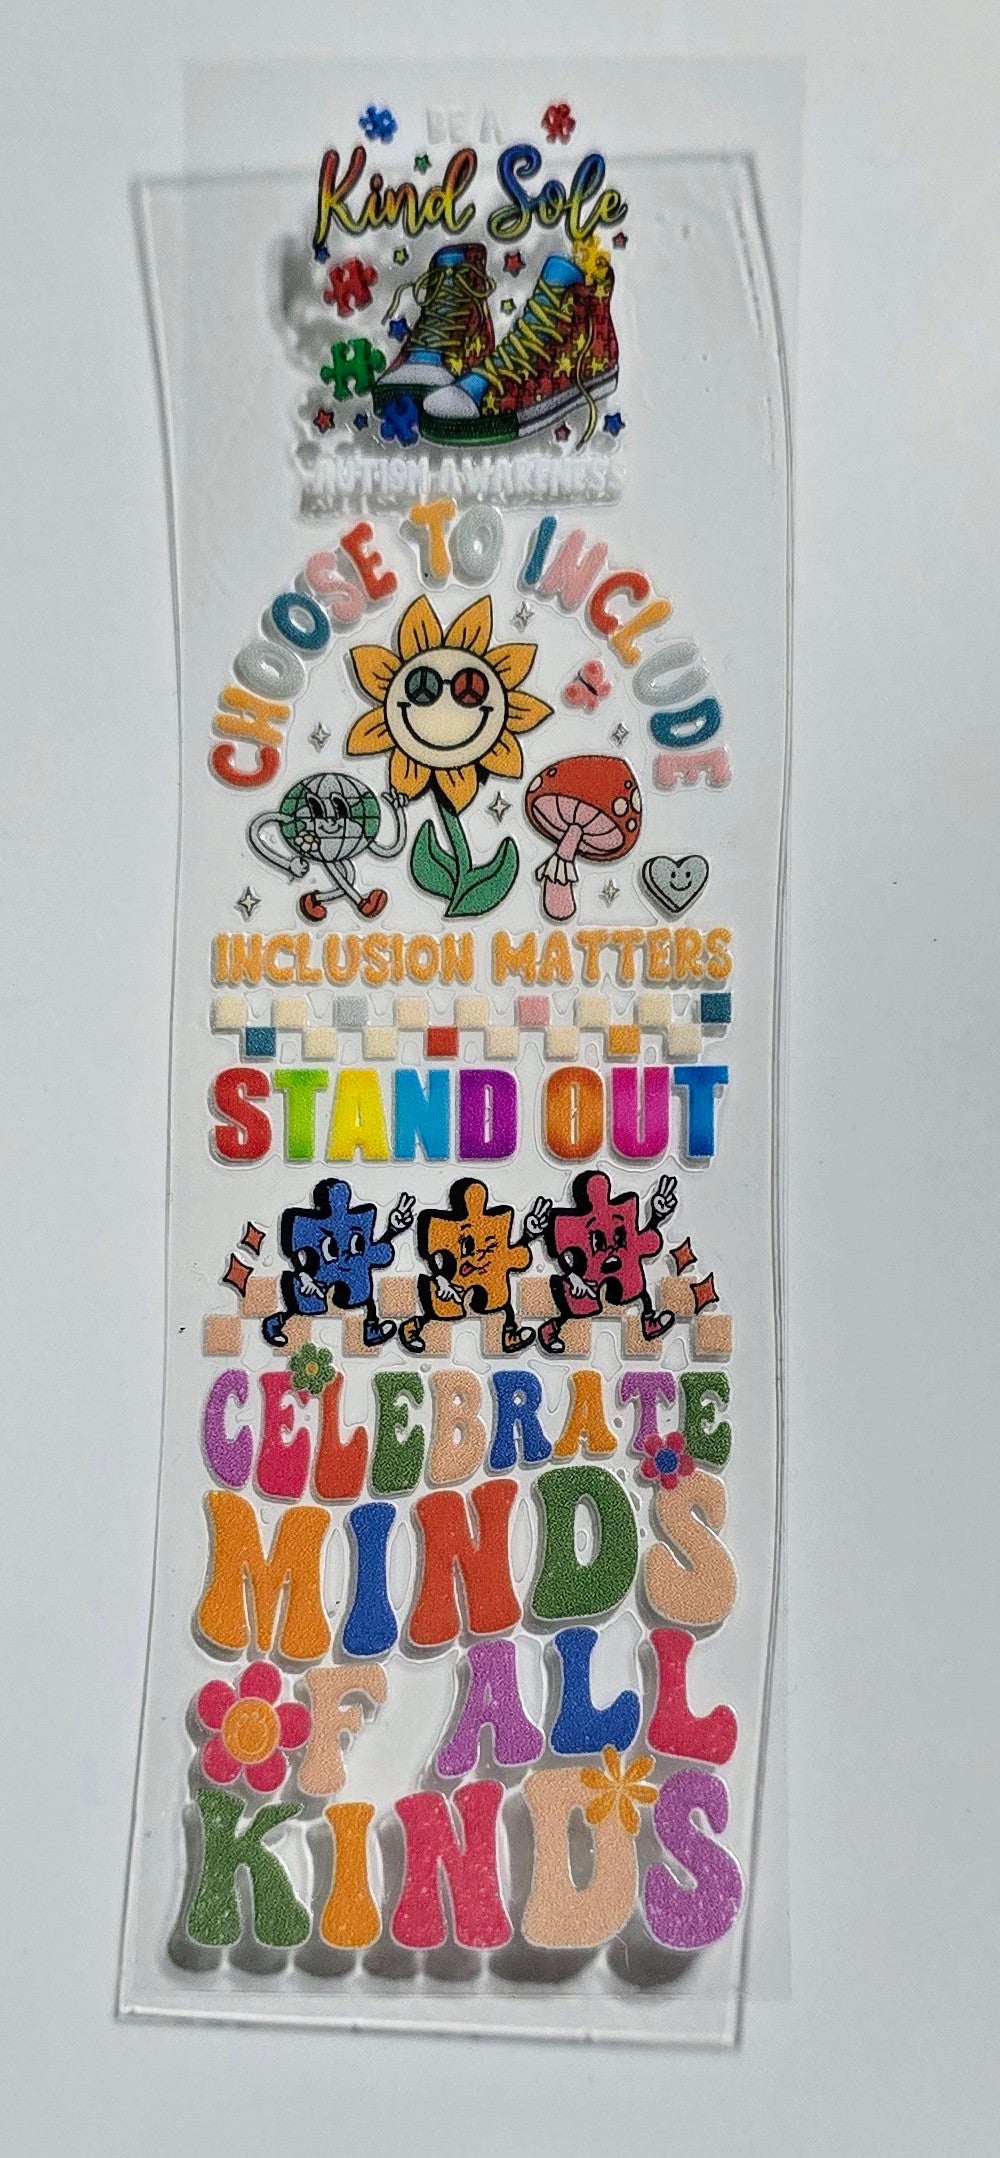 BE A
Kind Sole
AUTISM AWARENESS
CHOOSE TO INCLUDE
INCLUSION MATTERS
STAND OUT
CELEBRATE
MINDS
OF ALL
KINDS